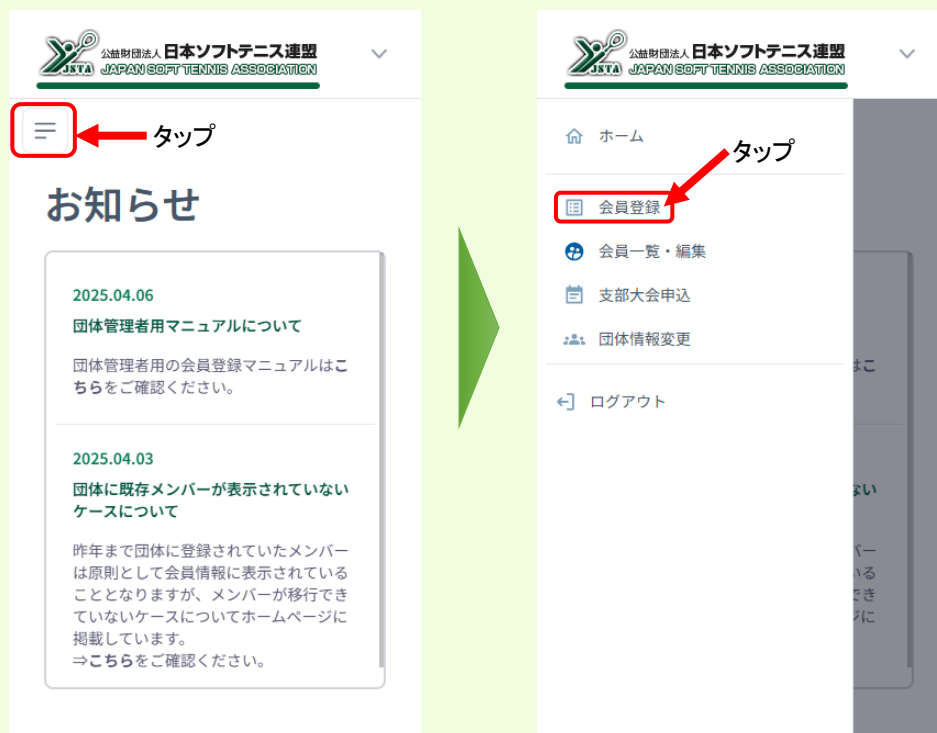 公益財団法人 日本ソフトテニス連盟
JSTA JAPAN SOFT TENNIS ASSOCIATION
タップ
お知らせ
2025.04.06
団体管理者用マニュアルについて
団体管理者用の会員登録マニュアルはこ
ちらをご確認ください。
2025.04.03
団体に既存メンバーが表示されていない
ケースについて
昨年まで団体に登録されていたメンバー
は原則として会員情報に表示されている
こととなりますが、メンバーが移行でき
ていないケースについてホームページに
掲載しています。
⇒こちらをご確認ください。
公益財団法人 日本ソフトテニス連盟
JSTA JAPAN SOFT TENNIS ASSOCIATION
ホーム
タップ
会員登録
会員一覧・編集
支部大会申込
団体情報変更
ログアウト
はこ
ない
バー
いる
でき
ジに